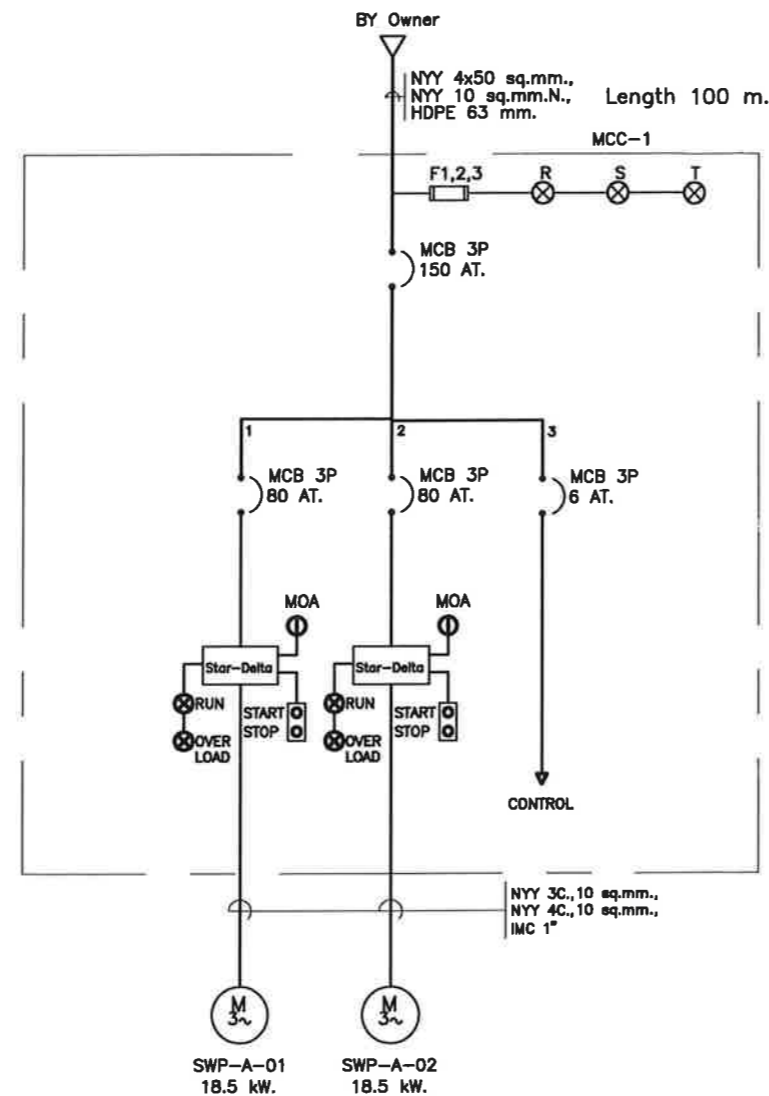 BY Owner
NYY 4x50 sq.mm.,
NYY 10 sq.mm.N.,
HDPE 63 mm.
Length 100 m.
MCC-1
F1,2,3
R
S
T
MCB 3P
150 AT.
1
2
3
MCB 3P
80 AT.
MCB 3P
80 AT.
MCB 3P
6 AT.
MOA
MOA
Star-Delta
Star-Delta
RUN
START
STOP
OVER
LOAD
RUN
START
STOP
OVER
LOAD
CONTROL
NYY 3C.,10 sq.mm.,
NYY 4C.,10 sq.mm.,
IMC 1"
M
3~
M
3~
SWP-A-01
18.5 kW.
SWP-A-02
18.5 kW.